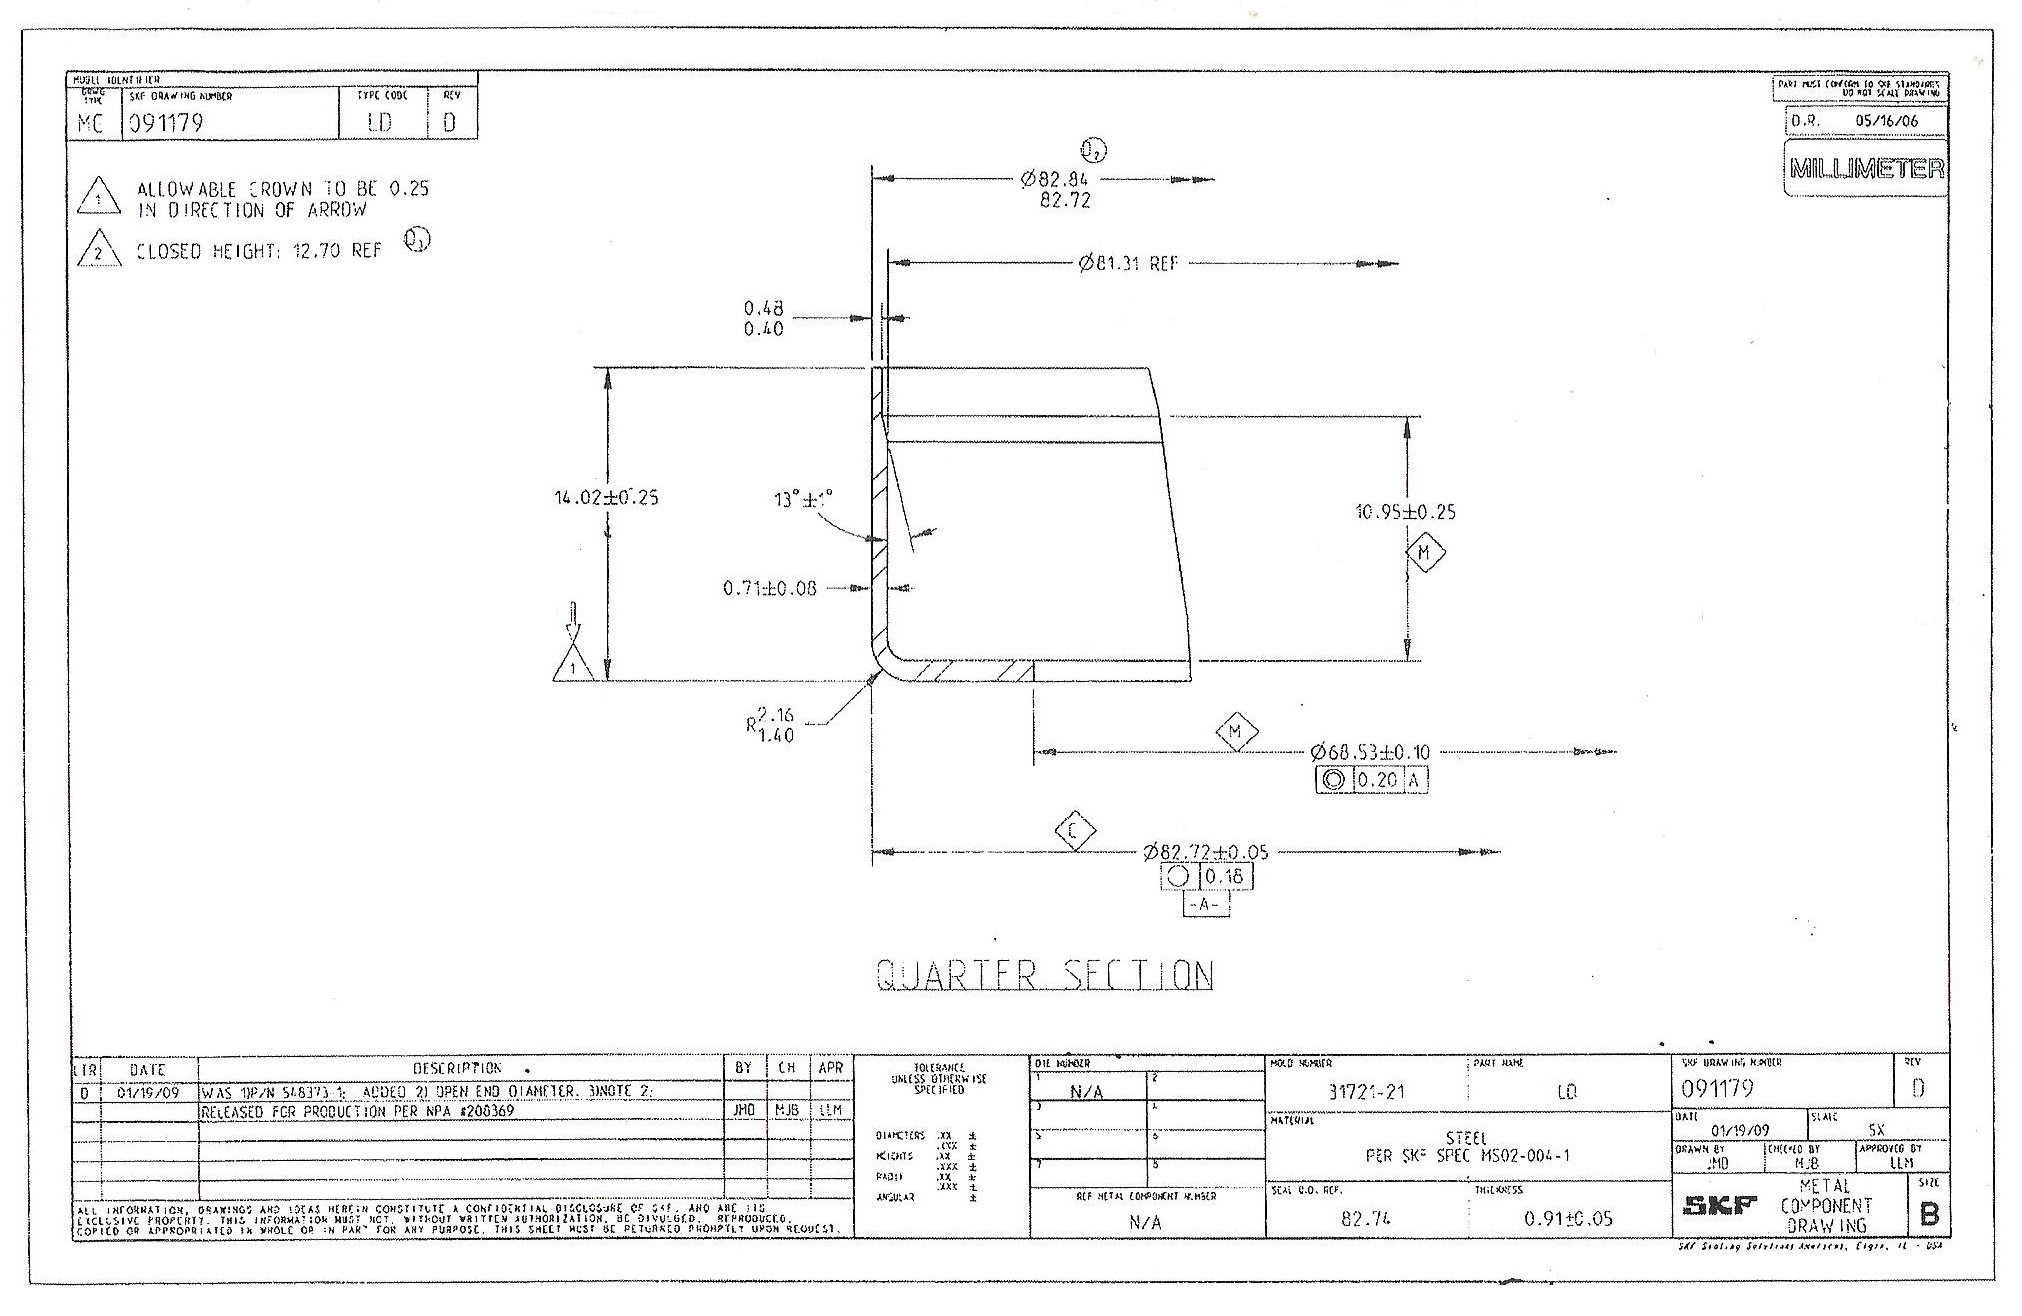 MODEL IDENTIFIER
DRWG TYPE
SKF DRAWING NUMBER
TYPE CODE
REV
MC
091179
LD
D
PART MUST CONFORM TO SKF STANDARDS
DO NOT SCALE DRAWING
D.R. 05/16/06
MILLIMETER
1 ALLOWABLE CROWN TO BE 0.25
IN DIRECTION OF ARROW
2 CLOSED HEIGHT: 12.70 REF
Ø82.84
82.72
Ø81.31 REF
0.48
0.40
14.02±0.25
13°±1°
10.95±0.25
M
0.71±0.08
1
R2.16
1.40
M
Ø68.53±0.10
0.20 A
C
Ø82.72±0.05
0.18
-A-
QUARTER SECTION
LTR DATE DESCRIPTION BY CH APR
D 01/19/09 WAS 1)P/N 548373-1; ADDED 2) OPEN END DIAMETER, 3)NOTE 2;
RELEASED FOR PRODUCTION PER NPA #200369 JMD MJB LLM
ALL INFORMATION, DRAWINGS AND IDEAS HEREIN CONSTITUTE A CONFIDENTIAL DISCLOSURE OF SKF, AND ARE ITS
EXCLUSIVE PROPERTY. THIS INFORMATION MUST NOT, WITHOUT WRITTEN AUTHORIZATION, BE DIVULGED, REPRODUCED,
COPIED OR APPROPRIATED IN WHOLE OR IN PART FOR ANY PURPOSE. THIS SHEET MUST BE RETURNED PROMPTLY UPON REQUEST.
TOLERANCE
UNLESS OTHERWISE
SPECIFIED
DIAMETERS .XX ±
.XXX ±
HEIGHTS .XX ±
.XXX ±
RADII .XX ±
.XXX ±
ANGULAR ±
DIE NUMBER
1 N/A 2
3 4
5 6
7 8
REF METAL COMPONENT NUMBER
N/A
MOLD NUMBER
31721-21
PART NAME
LD
MATERIAL
STEEL
PER SKF SPEC MS02-004-1
SEAL O.D. REF.
82.74
THICKNESS
0.91±0.05
SKF DRAWING NUMBER
091179
REV
D
DATE
01/19/09
SCALE
5X
DRAWN BY
JMD
CHECKED BY
MJB
APPROVED BY
LLM
SKF
METAL
COMPONENT
DRAWING
SIZE
B
SKF Sealing Solutions Americas, Elgin, IL - USA